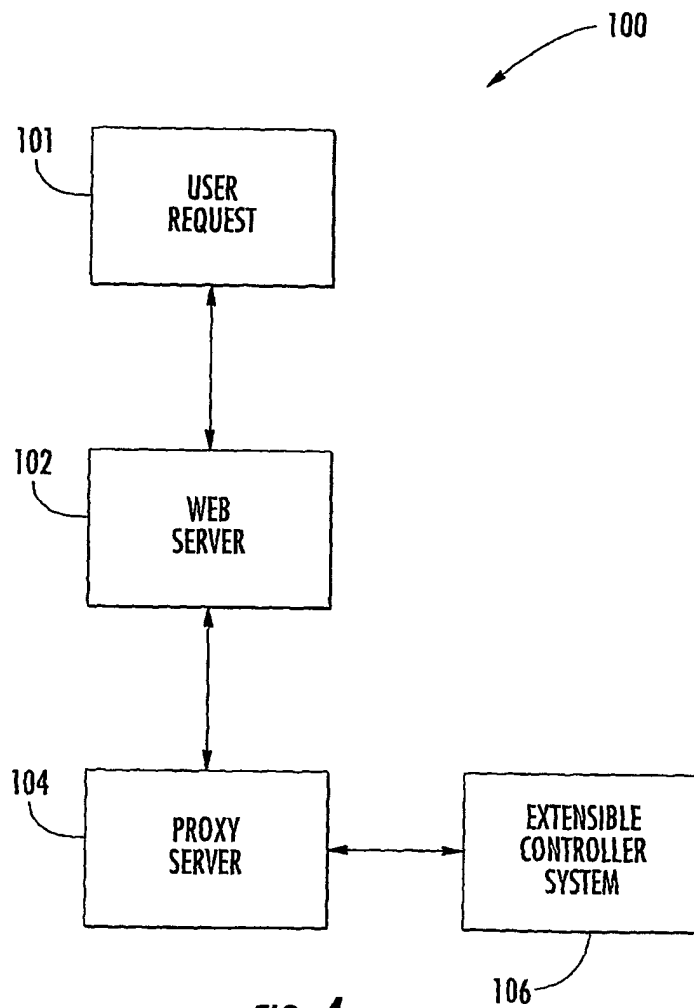 100
101
USER
REQUEST
102
WEB
SERVER
104
PROXY
SERVER
EXTENSIBLE
CONTROLLER
SYSTEM
106